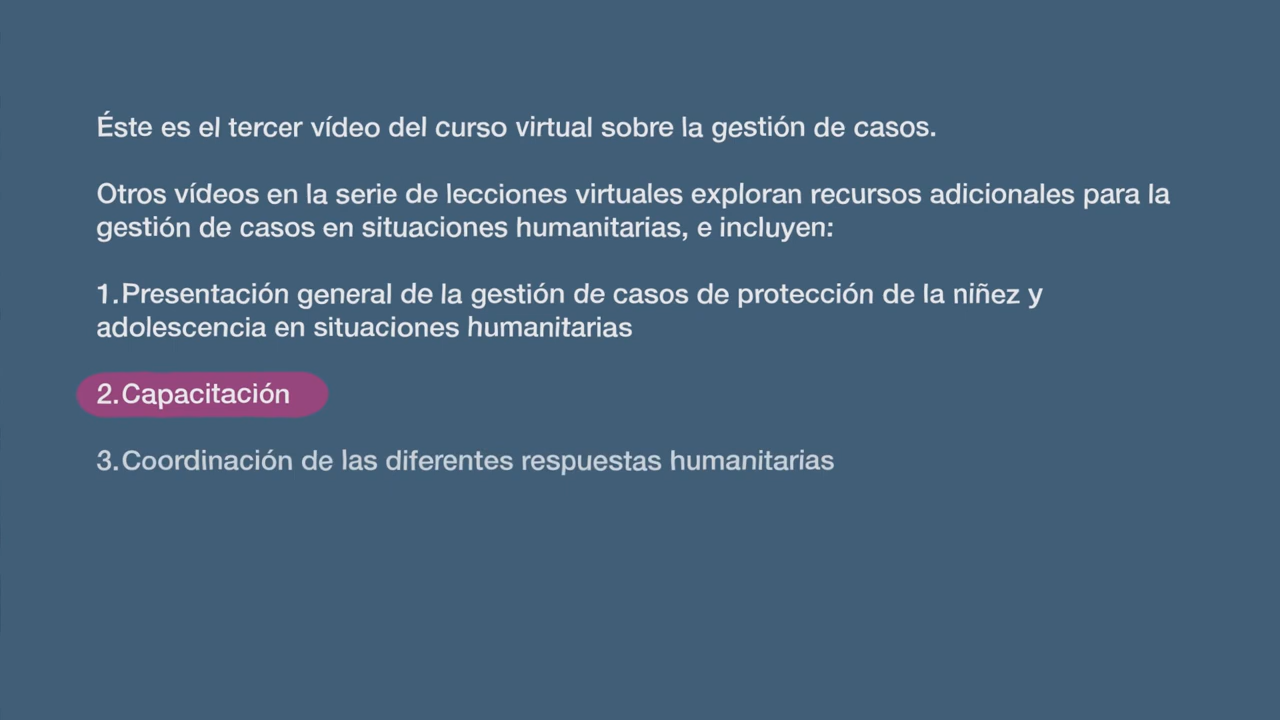 Éste es el tercer vídeo del curso virtual sobre la gestión de casos.
Otros vídeos en la serie de lecciones virtuales exploran recursos adicionales para la
gestión de casos en situaciones humanitarias, e incluyen:
1.Presentación general de la gestión de casos de protección de la niñez y
adolescencia en situaciones humanitarias
2.Capacitación
3.Coordinación de las diferentes respuestas humanitarias